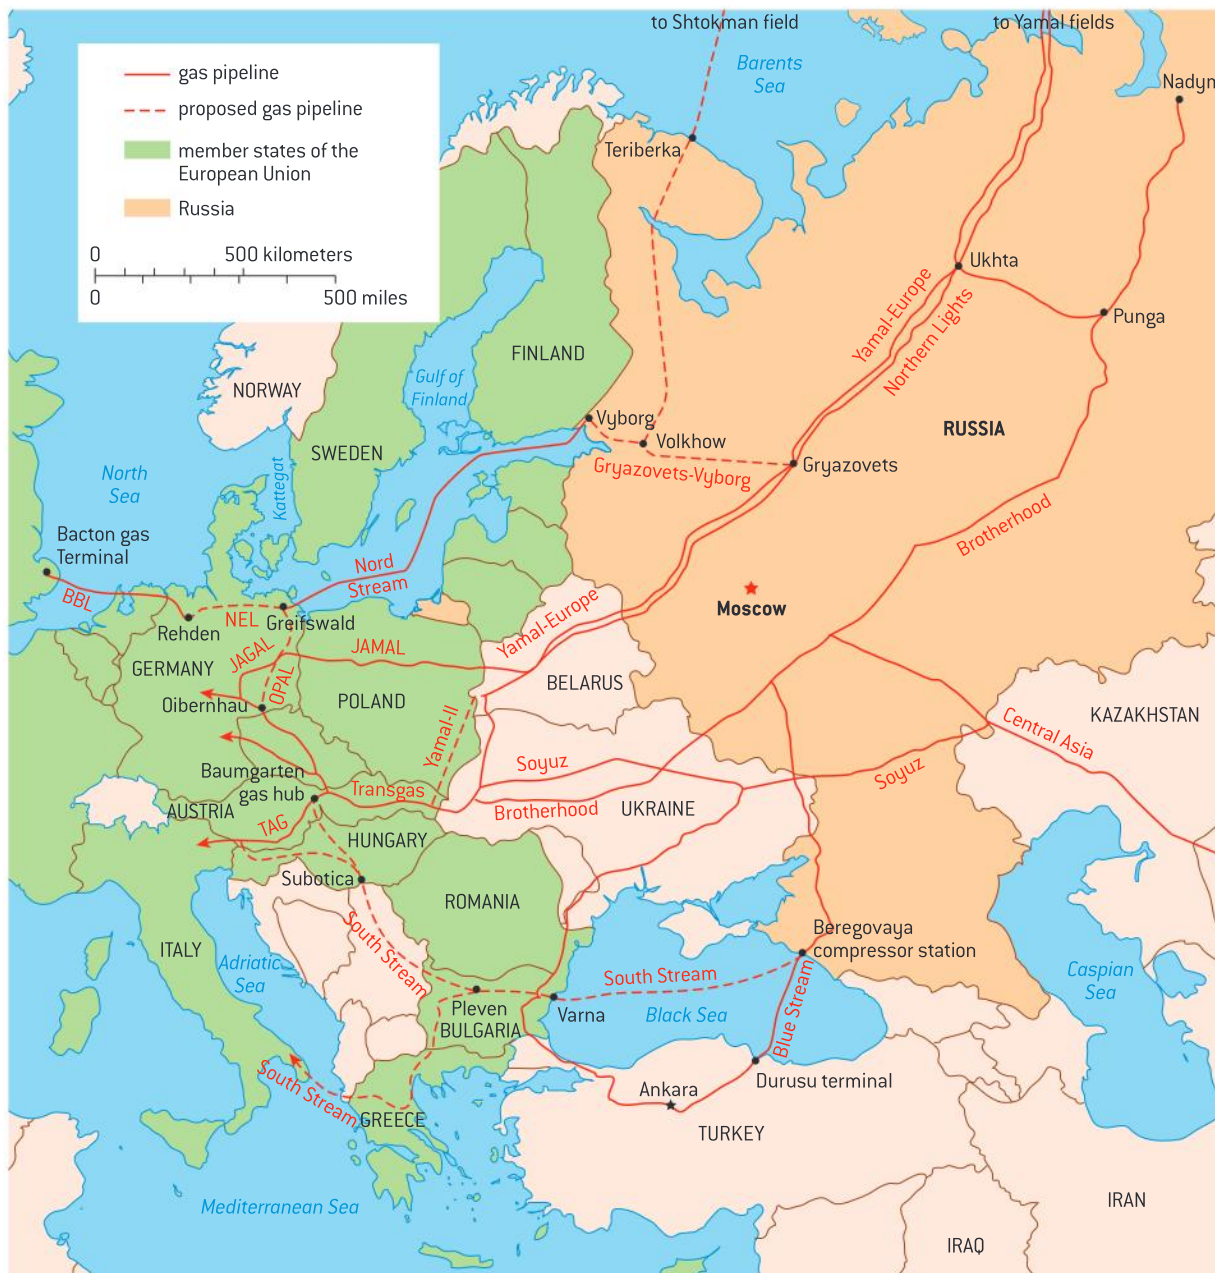 to Shtokman field
to Yamal fields
gas pipeline
proposed gas pipeline
member states of the
European Union
Russia
0
500 kilometers
0
500 miles
Barents
Sea
Nadym
Teriberka
Ukhta
Punga
Yamal-Europe
Northern Lights
FINLAND
NORWAY
Gulf of
Finland
SWEDEN
Vyborg
Volkhow
Gryazovets
Gryazovets-Vyborg
RUSSIA
North
Sea
Kattegat
Bacton gas
Terminal
BBL
Nord
Stream
Brotherhood
Moscow
Rehden
NEL
Greifswald
GERMANY
JAGAL
JAMAL
OPAL
Yamal-Europe
Oibernhau
POLAND
BELARUS
Yamal-II
KAZAKHSTAN
Central Asia
Soyuz
Soyuz
Baumgarten
gas hub
Transgas
Brotherhood
UKRAINE
AUSTRIA
TAG
HUNGARY
Subotica
ROMANIA
South Stream
Beregovaya
compressor station
ITALY
Adriatic
Sea
Caspian
Sea
South Stream
Pleven
BULGARIA
Varna
Black Sea
Blue Stream
South Stream
GREECE
Ankara
Durusu terminal
TURKEY
Mediterranean Sea
IRAN
IRAQ